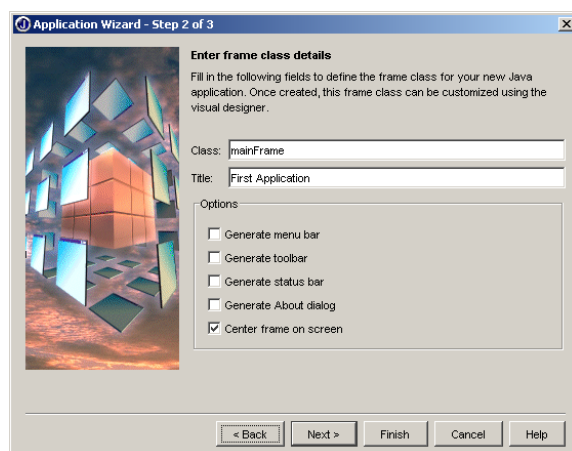 Application Wizard - Step 2 of 3
Enter frame class details
Fill in the following fields to define the frame class for your new Java
application. Once created, this frame class can be customized using the
visual designer.
Class: mainFrame
Title: First Application
Options
Generate menu bar
Generate toolbar
Generate status bar
Generate About dialog
Center frame on screen
< Back Next > Finish Cancel Help